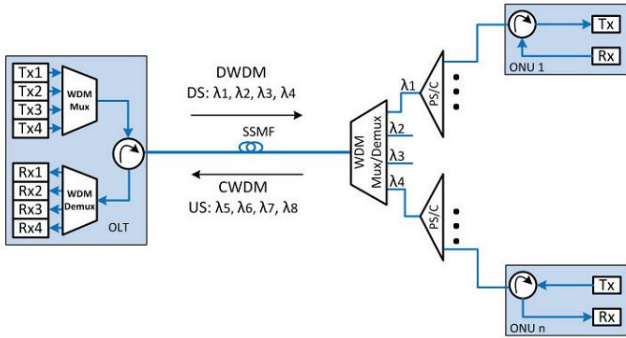 Tx1
Tx2
Tx3
Tx4
WDM
Mux
Rx1
Rx2
Rx3
Rx4
WDM
Demux
OLT
DWDM
DS: λ1, λ2, λ3, λ4
SSMF
CWDM
US: λ5, λ6, λ7, λ8
WDM
Mux/Demux
λ1
λ2
λ3
λ4
PS/C
PS/C
Tx
Rx
ONU 1
Tx
Rx
ONU n